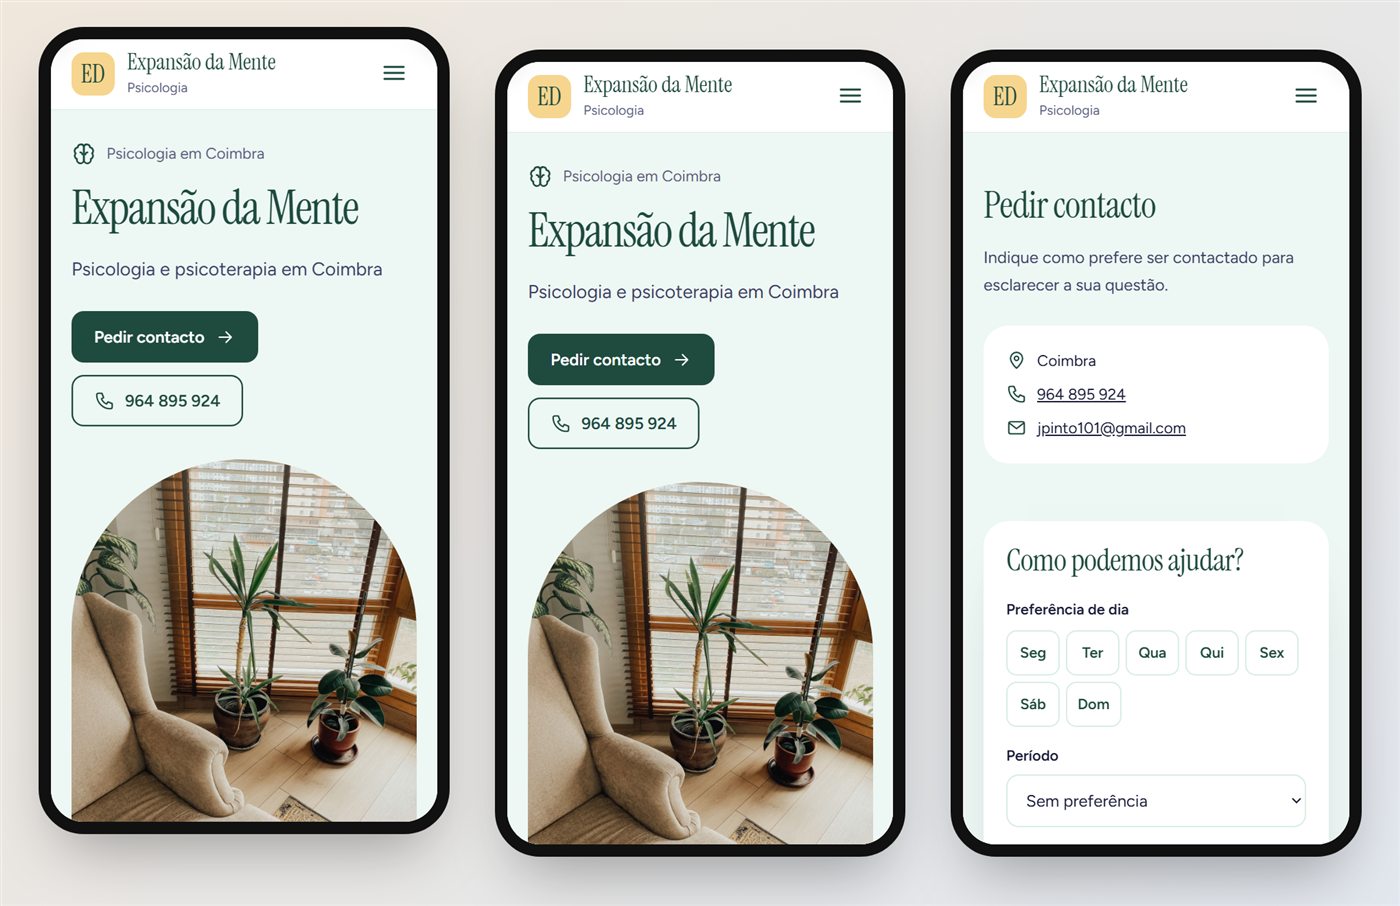 ED
Expansão da Mente
Psicologia
Psicologia em Coimbra
Expansão da Mente
Psicologia e psicoterapia em Coimbra
Pedir contacto
964 895 924
ED
Expansão da Mente
Psicologia
Psicologia em Coimbra
Expansão da Mente
Psicologia e psicoterapia em Coimbra
Pedir contacto
964 895 924
ED
Expansão da Mente
Psicologia
Pedir contacto
Indique como prefere ser contactado para
esclarecer a sua questão.
Coimbra
964 895 924
jpinto101@gmail.com
Como podemos ajudar?
Preferência de dia
Seg Ter Qua Qui Sex
Sáb Dom
Período
Sem preferência